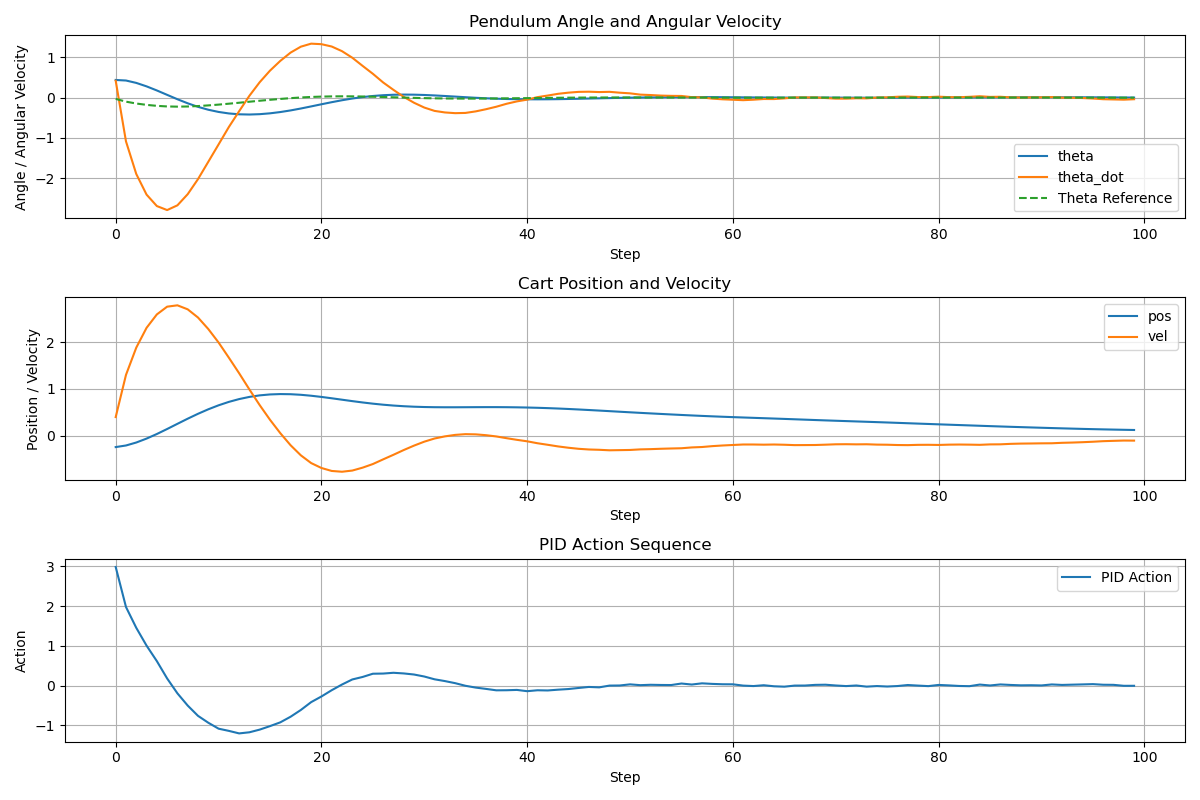 Pendulum Angle and Angular Velocity
Angle / Angular Velocity
1
0
−1
−2
theta
theta_dot
Theta Reference
0 20 40 60 80 100
Step
Cart Position and Velocity
Position / Velocity
2
1
0
pos
vel
0 20 40 60 80 100
Step
PID Action Sequence
Action
3
2
1
0
−1
PID Action
0 20 40 60 80 100
Step